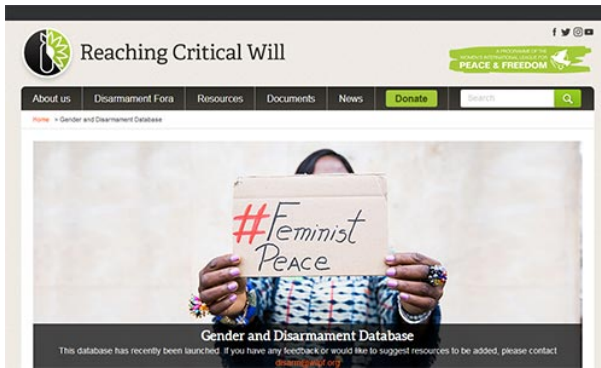 Reaching Critical Will
A PROGRAMME OF THE
WOMEN'S INTERNATIONAL LEAGUE FOR
PEACE & FREEDOM
About us Disarmament Fora Resources Documents News Donate Search
Home » Gender and Disarmament Database
#Feminist
PEACE
Gender and Disarmament Database
This database has recently been launched. If you have any feedback or would like to suggest resources to be added, please contact
disarm@wilpf.org